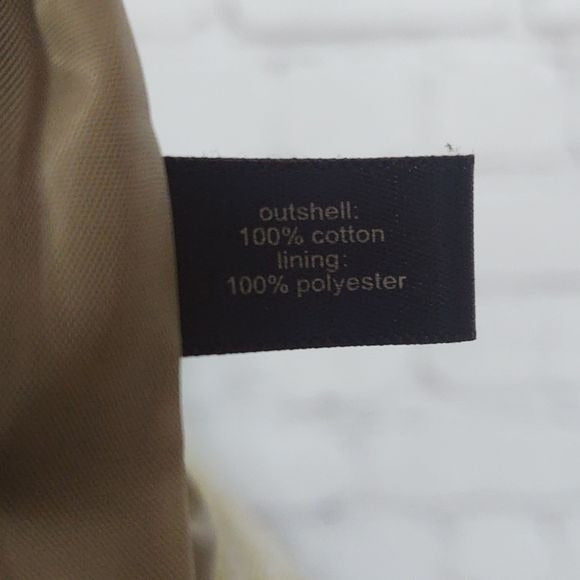 outshell:
100% cotton
lining:
100% polyester